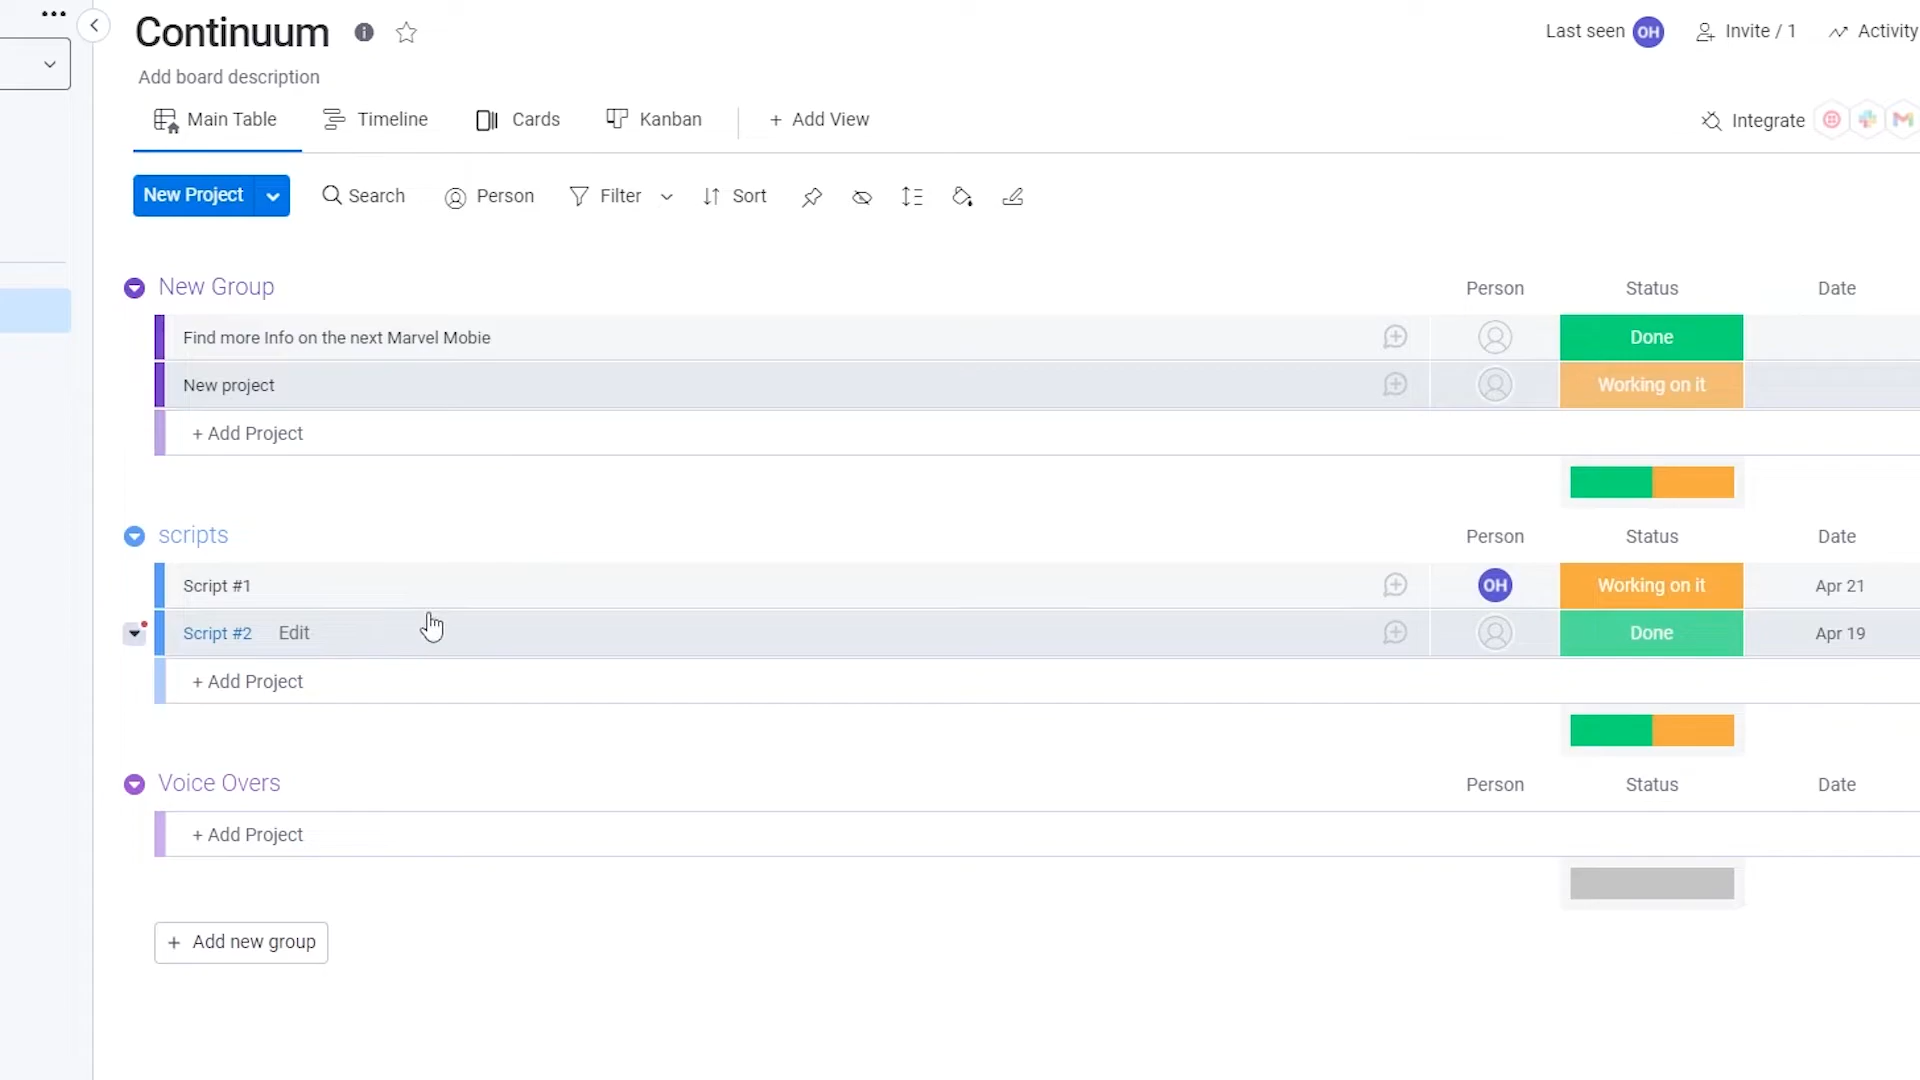 Continuum
Last seen OH Invite / 1 Activity
Add board description
Main Table Timeline Cards Kanban + Add View Integrate
New Project Search Person Filter Sort
New Group Person Status Date
Find more Info on the next Marvel Mobie Done
New project Working on it
+ Add Project
scripts Person Status Date
Script #1 OH Working on it Apr 21
Script #2 Edit Done Apr 19
+ Add Project
Voice Overs Person Status Date
+ Add Project
+ Add new group